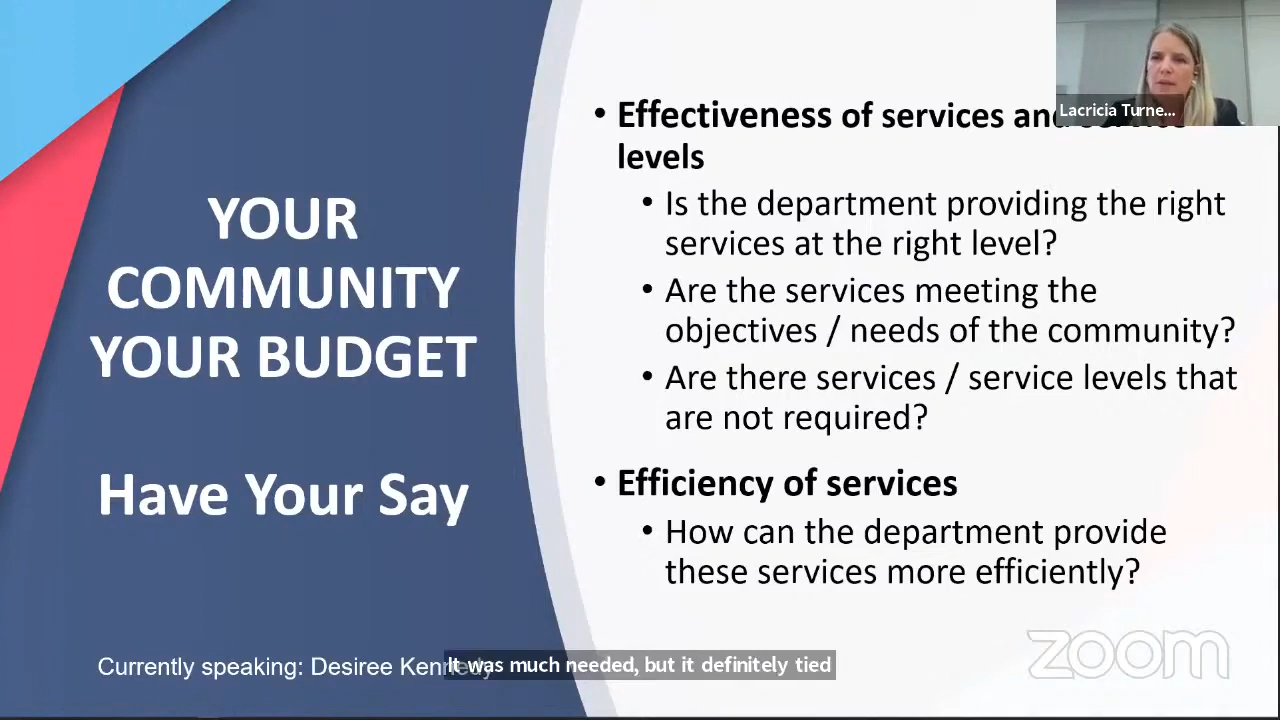 YOUR
COMMUNITY
YOUR BUDGET
Have Your Say
Currently speaking: Desiree Kennedy
• Effectiveness of services and service
levels
• Is the department providing the right
services at the right level?
• Are the services meeting the
objectives / needs of the community?
• Are there services / service levels that
are not required?
• Efficiency of services
• How can the department provide
these services more efficiently?
Lacricia Turne...
It was much needed, but it definitely tied
zoom